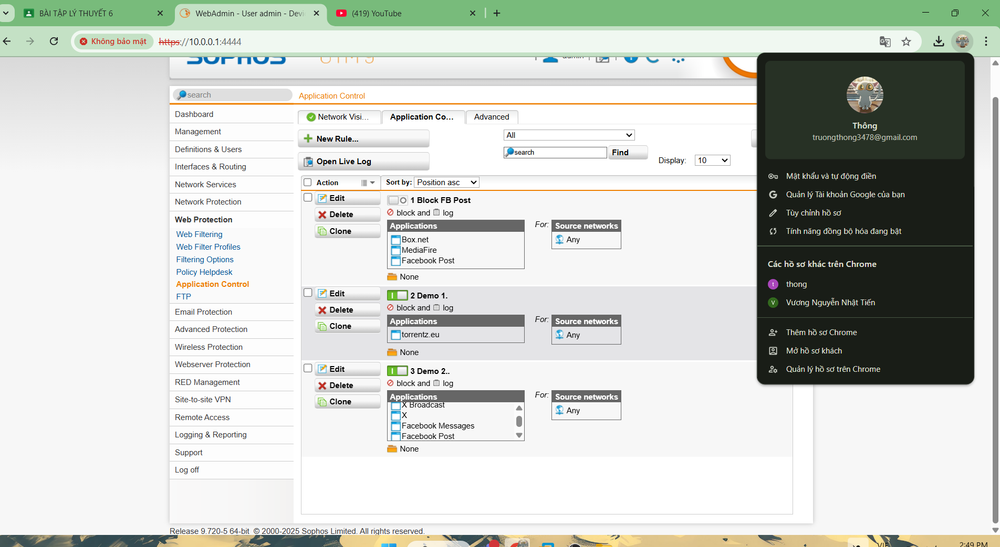 BÀI TẬP LÝ THUYẾT 6
WebAdmin - User admin - Devi
(419) YouTube
Không bảo mật
https://10.0.0.1:4444
SOPHOS
UTM 9
admin
search
Application Control
Dashboard
Management
Definitions & Users
Interfaces & Routing
Network Services
Network Protection
Web Protection
Web Filtering
Web Filter Profiles
Filtering Options
Policy Helpdesk
Application Control
FTP
Email Protection
Advanced Protection
Wireless Protection
Webserver Protection
RED Management
Site-to-site VPN
Remote Access
Logging & Reporting
Support
Log off
Network Visi...
Application Co...
Advanced
New Rule...
Open Live Log
All
search
Find
Display:
10
Action
Sort by:
Position asc
Edit
Delete
Clone
1 Block FB Post
block and log
Applications
Box.net
MediaFire
Facebook Post
For:
Source networks
Any
None
Edit
Delete
Clone
2 Demo 1.
block and log
Applications
torrentz.eu
For:
Source networks
Any
None
Edit
Delete
Clone
3 Demo 2..
block and log
Applications
X Broadcast
X
Facebook Messages
Facebook Post
For:
Source networks
Any
None
Release 9.720-5 64-bit © 2000-2025 Sophos Limited. All rights reserved.
Thông
truongthong3478@gmail.com
Mật khẩu và tự động điền
Quản lý Tài khoản Google của bạn
Tùy chỉnh hồ sơ
Tính năng đồng bộ hóa đang bật
Các hồ sơ khác trên Chrome
t
thong
V
Vương Nguyễn Nhật Tiến
Thêm hồ sơ Chrome
Mở hồ sơ khách
Quản lý hồ sơ trên Chrome
VIE
2:49 PM